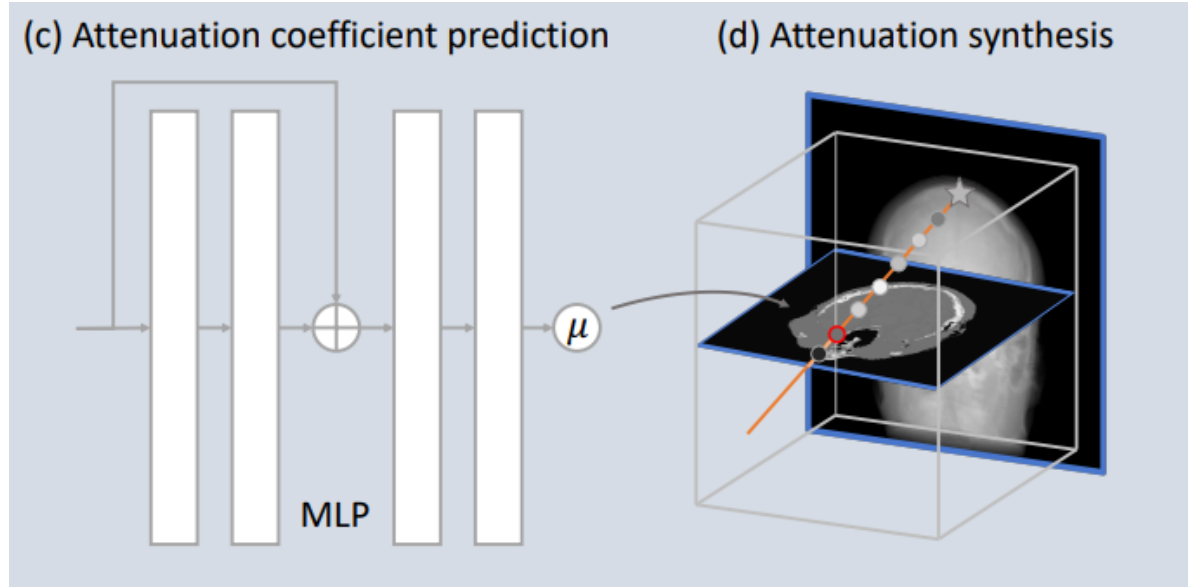 (c) Attenuation coefficient prediction
(d) Attenuation synthesis
μ
MLP